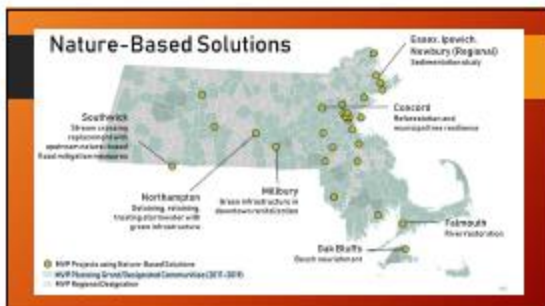 Nature-Based Solutions
Essex, Ipswich,
Newbury (Regional)
Sedimentation study
Concord
Reforestation and
municipal tree resilience
Southwick
Stream crossing
replacement with
upstream nature-based
flood mitigation measures
Northampton
Detaining, retaining,
treating stormwater with
green infrastructure
Millbury
Green infrastructure in
downtown revitalization
Falmouth
River restoration
Oak Bluffs
Beach nourishment
MVP Projects using Nature-Based Solutions
MVP Planning Grant/Designated Communities (2017-2019)
MVP Regional Designation